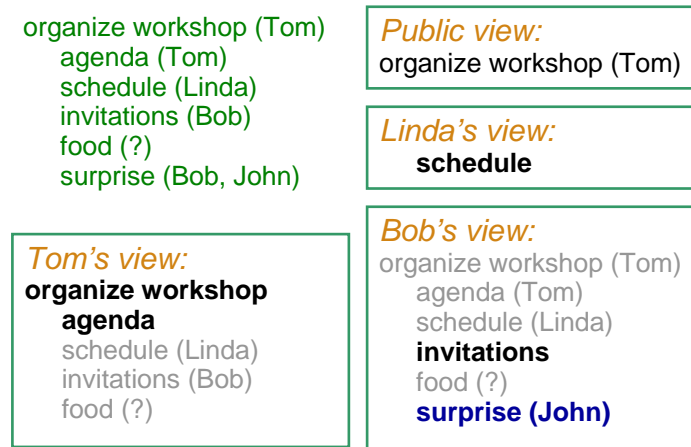 organize workshop (Tom)
agenda (Tom)
schedule (Linda)
invitations (Bob)
food (?)
surprise (Bob, John)
Public view:
organize workshop (Tom)
Linda's view:
schedule
Tom's view:
organize workshop
agenda
schedule (Linda)
invitations (Bob)
food (?)
Bob's view:
organize workshop (Tom)
agenda (Tom)
schedule (Linda)
invitations
food (?)
surprise (John)